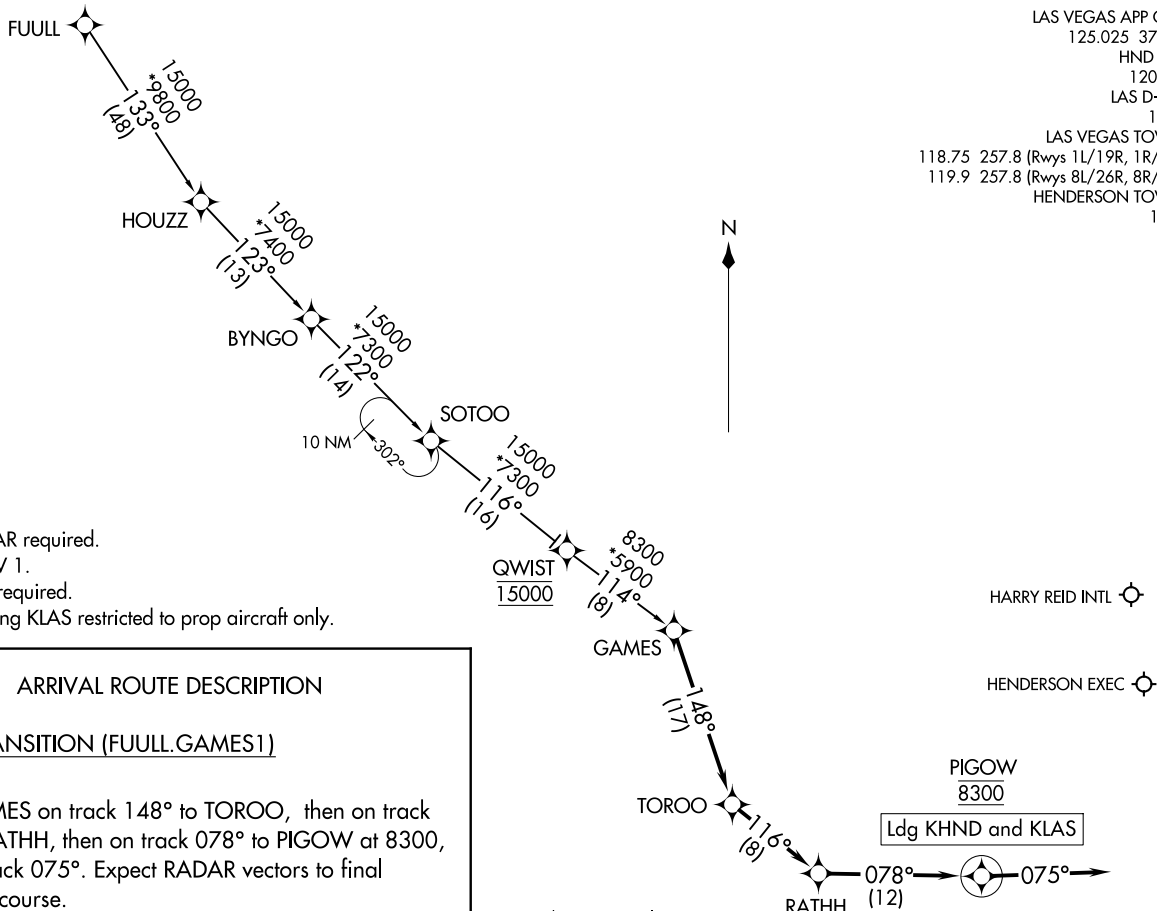 FUULL
15000
*9800
133°
(48)
HOUZZ
15000
*7400
123°
(13)
BYNGO
15000
*7300
122°
(14)
SOTOO
10 NM
302°
15000
*7300
116°
(16)
QWIST
15000
8300
*5900
114°
(8)
GAMES
148°
(17)
TOROO
116°
(8)
RATHH
078°
(12)
PIGOW
8300
Ldg KHND and KLAS
075°
N
HARRY REID INTL
HENDERSON EXEC
LAS VEGAS APP
125.025 37
HND
120
LAS D-
1
LAS VEGAS TOW
118.75 257.8 (Rwys 1L/19R, 1R/
119.9 257.8 (Rwys 8L/26R, 8R/
HENDERSON TOW
1
AR required.
1.
required.
ng KLAS restricted to prop aircraft only.
ARRIVAL ROUTE DESCRIPTION
ANSITION (FUULL.GAMES1)
MES on track 148° to TOROO, then on track
ATHH, then on track 078° to PIGOW at 8300,
ack 075°. Expect RADAR vectors to final
course.